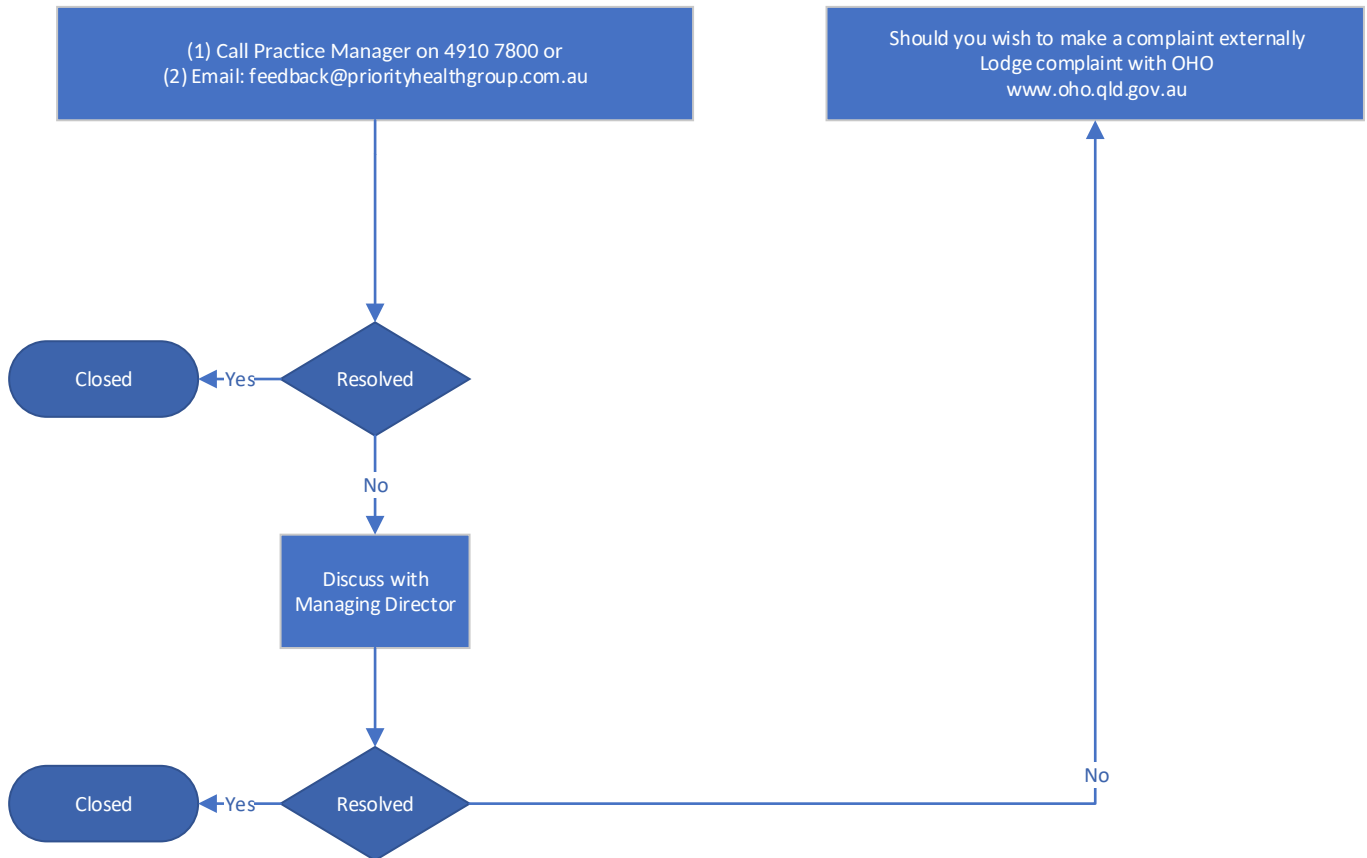 (1) Call Practice Manager on 4910 7800 or
(2) Email: feedback@priorityhealthgroup.com.au
Should you wish to make a complaint externally
Lodge complaint with OHO
www.oho.qld.gov.au
Closed
Yes
Resolved
No
Discuss with
Managing Director
Closed
Yes
Resolved
No